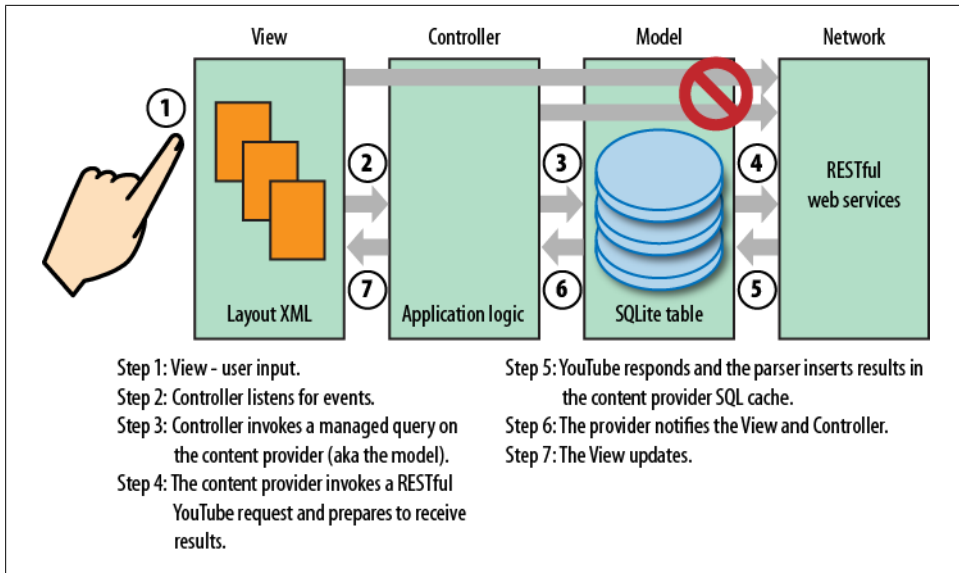 View
Controller
Model
Network
1
2
3
4
RESTful
web services
7
6
5
Layout XML
Application logic
SQLite table
Step 1: View - user input.
Step 2: Controller listens for events.
Step 3: Controller invokes a managed query on
the content provider (aka the model).
Step 4: The content provider invokes a RESTful
YouTube request and prepares to receive
results.
Step 5: YouTube responds and the parser inserts results in
the content provider SQL cache.
Step 6: The provider notifies the View and Controller.
Step 7: The View updates.